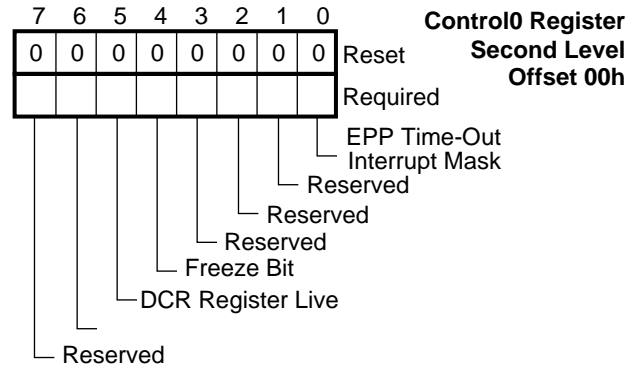 7 6 5 4 3 2 1 0
Control0 Register
Second Level
Offset 00h
0 0 0 0 0 0 0 0 Reset
Required
EPP Time-Out
Interrupt Mask
Reserved
Reserved
Reserved
Freeze Bit
DCR Register Live
Reserved